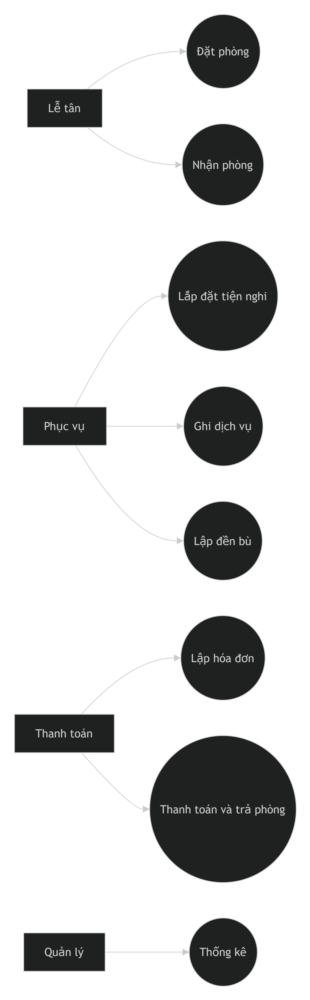 Đặt phòng
Lễ tân
Nhận phòng
Lắp đặt tiện nghi
Phục vụ
Ghi dịch vụ
Lập đền bù
Lập hóa đơn
Thanh toán
Thanh toán và trả phòng
Quản lý
Thống kê